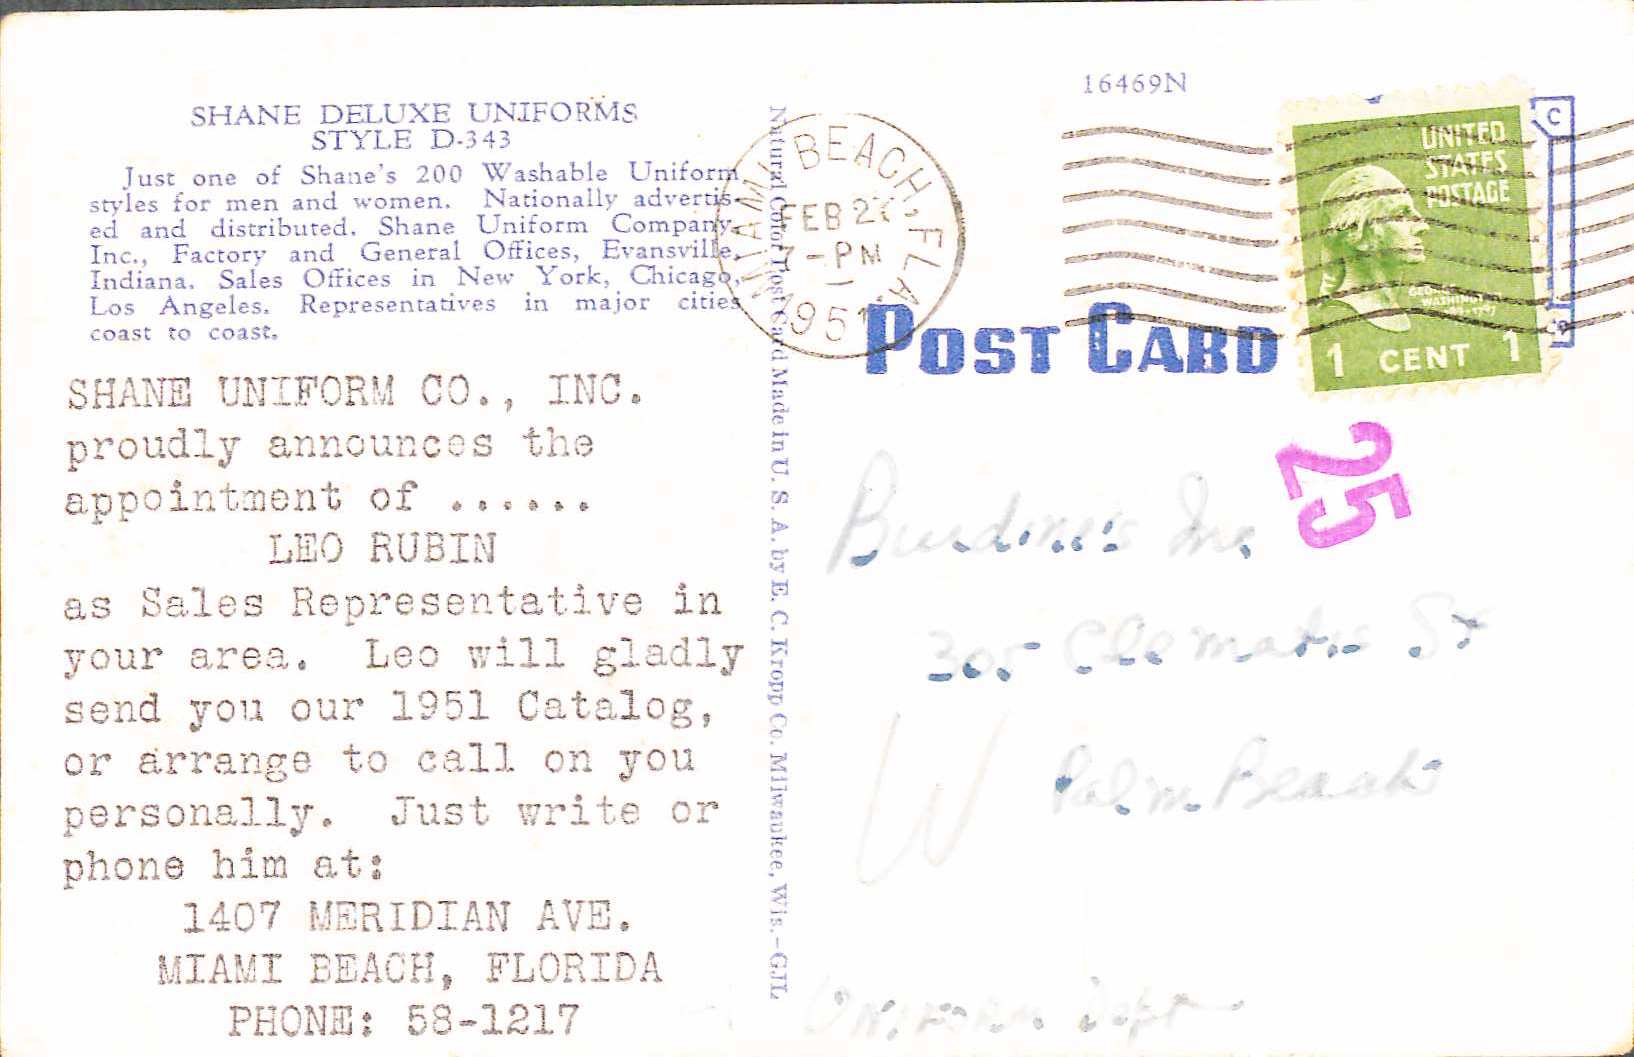 SHANE DELUXE UNIFORMS
STYLE D-343
Just one of Shane's 200 Washable Uniform
styles for men and women. Nationally advertis-
ed and distributed. Shane Uniform Company,
Inc., Factory and General Offices, Evansville,
Indiana. Sales Offices in New York, Chicago,
Los Angeles. Representatives in major cities
coast to coast.
SHANE UNIFORM CO., INC.
proudly announces the
appointment of ......
LEO RUBIN
as Sales Representative in
your area. Leo will gladly
send you our 1951 Catalog,
or arrange to call on you
personally. Just write or
phone him at:
1407 MERIDIAN AVE.
MIAMI BEACH, FLORIDA
PHONE: 58-1217
Natural Color Post Card Made in U. S. A. by E. C. Kropp Co. Milwaukee, Wis.-GJL
16469N
MIAMI BEACH, FLA.
FEB 27
7-PM
1951
POST CARD
UNITED
STATES
POSTAGE
GEORGE
WASHINGTON
1 CENT 1
25
Burdine's Inc
305 Clematis St
W Palm Beach
Uniform Dept